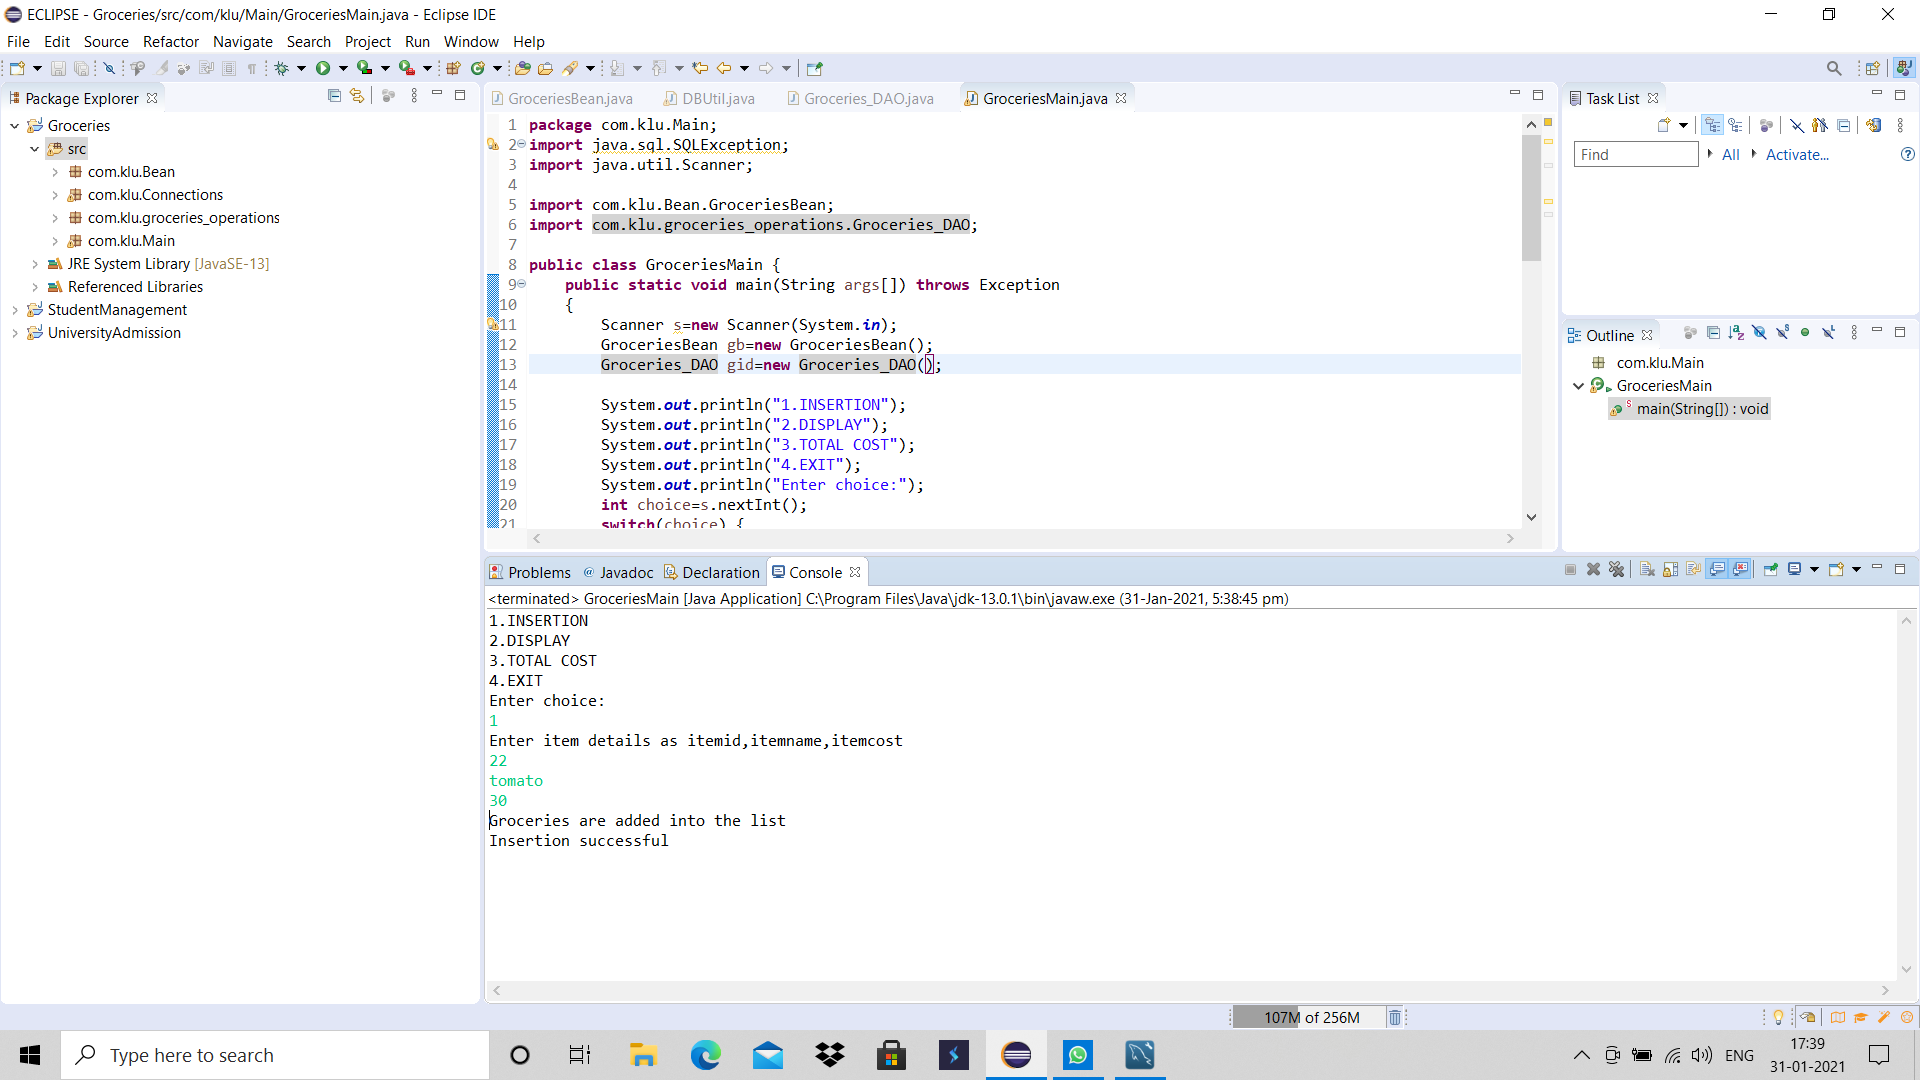 ECLIPSE - Groceries/src/com/klu/Main/GroceriesMain.java - Eclipse IDE
File Edit Source Refactor Navigate Search Project Run Window Help
Package Explorer
Groceries
src
com.klu.Bean
com.klu.Connections
com.klu.groceries_operations
com.klu.Main
JRE System Library [JavaSE-13]
Referenced Libraries
StudentManagement
UniversityAdmission
GroceriesBean.java DBUtil.java Groceries_DAO.java GroceriesMain.java
1 package com.klu.Main;
2 import java.sql.SQLException;
3 import java.util.Scanner;
4
5 import com.klu.Bean.GroceriesBean;
6 import com.klu.groceries_operations.Groceries_DAO;
7
8 public class GroceriesMain {
9 public static void main(String args[]) throws Exception
10 {
11 Scanner s=new Scanner(System.in);
12 GroceriesBean gb=new GroceriesBean();
13 Groceries_DAO gid=new Groceries_DAO();
14
15 System.out.println("1.INSERTION");
16 System.out.println("2.DISPLAY");
17 System.out.println("3.TOTAL COST");
18 System.out.println("4.EXIT");
19 System.out.println("Enter choice:");
20 int choice=s.nextInt();
21 switch(choice) {
Task List
Find All Activate...
Outline
com.klu.Main
GroceriesMain
main(String[]) : void
Problems @ Javadoc Declaration Console
<terminated> GroceriesMain [Java Application] C:\Program Files\Java\jdk-13.0.1\bin\javaw.exe (31-Jan-2021, 5:38:45 pm)
1.INSERTION
2.DISPLAY
3.TOTAL COST
4.EXIT
Enter choice:
1
Enter item details as itemid,itemname,itemcost
22
tomato
30
Groceries are added into the list
Insertion successful
107M of 256M
Type here to search
ENG
17:39
31-01-2021